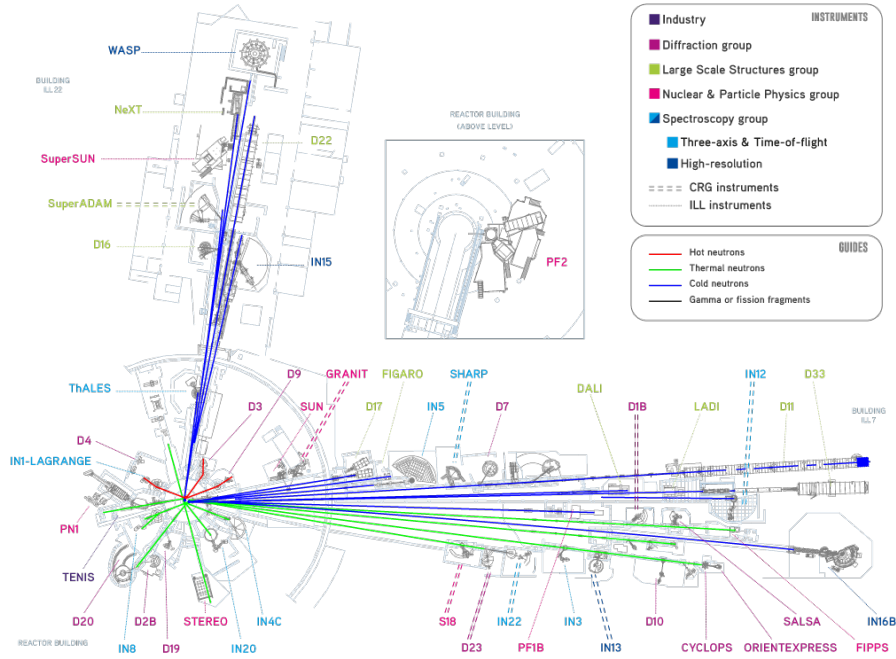 WASP
BUILDING
ILL 22
NeXT
D22
SuperSUN
SuperADAM
D16
IN15
REACTOR BUILDING
(ABOVE LEVEL)
PF2
INSTRUMENTS
Industry
Diffraction group
Large Scale Structures group
Nuclear & Particle Physics group
Spectroscopy group
Three-axis & Time-of-flight
High-resolution
CRG instruments
ILL instruments
GUIDES
Hot neutrons
Thermal neutrons
Cold neutrons
Gamma or fission fragments
ThALES
D9
GRANIT
FIGARO
SHARP
IN12
D33
D4
D3
SUN
D17
IN5
D7
DALI
D1B
LADI
D11
BUILDING
ILL 7
IN1-LAGRANGE
PN1
TENIS
D20
D2B
STEREO
IN4C
S18
IN22
IN3
D10
SALSA
IN16B
REACTOR BUILDING
IN8
D19
IN20
D23
PF1B
IN13
CYCLOPS
ORIENTEXPRESS
FIPPS